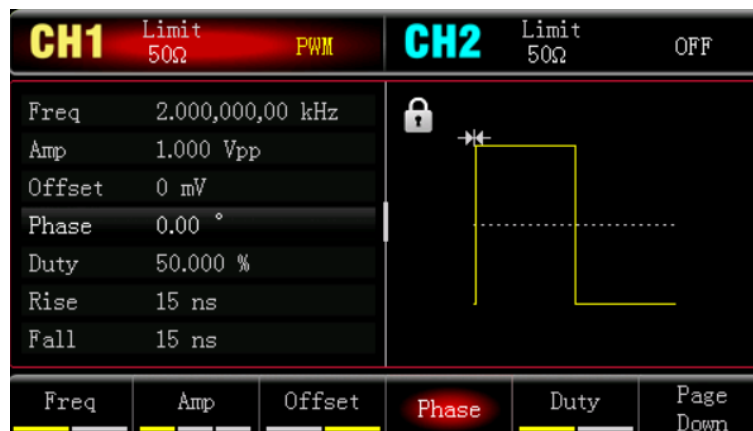 CH1 Limit 50Ω PWM CH2 Limit 50Ω OFF
Freq 2.000,000,00 kHz
Amp 1.000 Vpp
Offset 0 mV
Phase 0.00 °
Duty 50.000 %
Rise 15 ns
Fall 15 ns
Freq Amp Offset Phase Duty Page Down